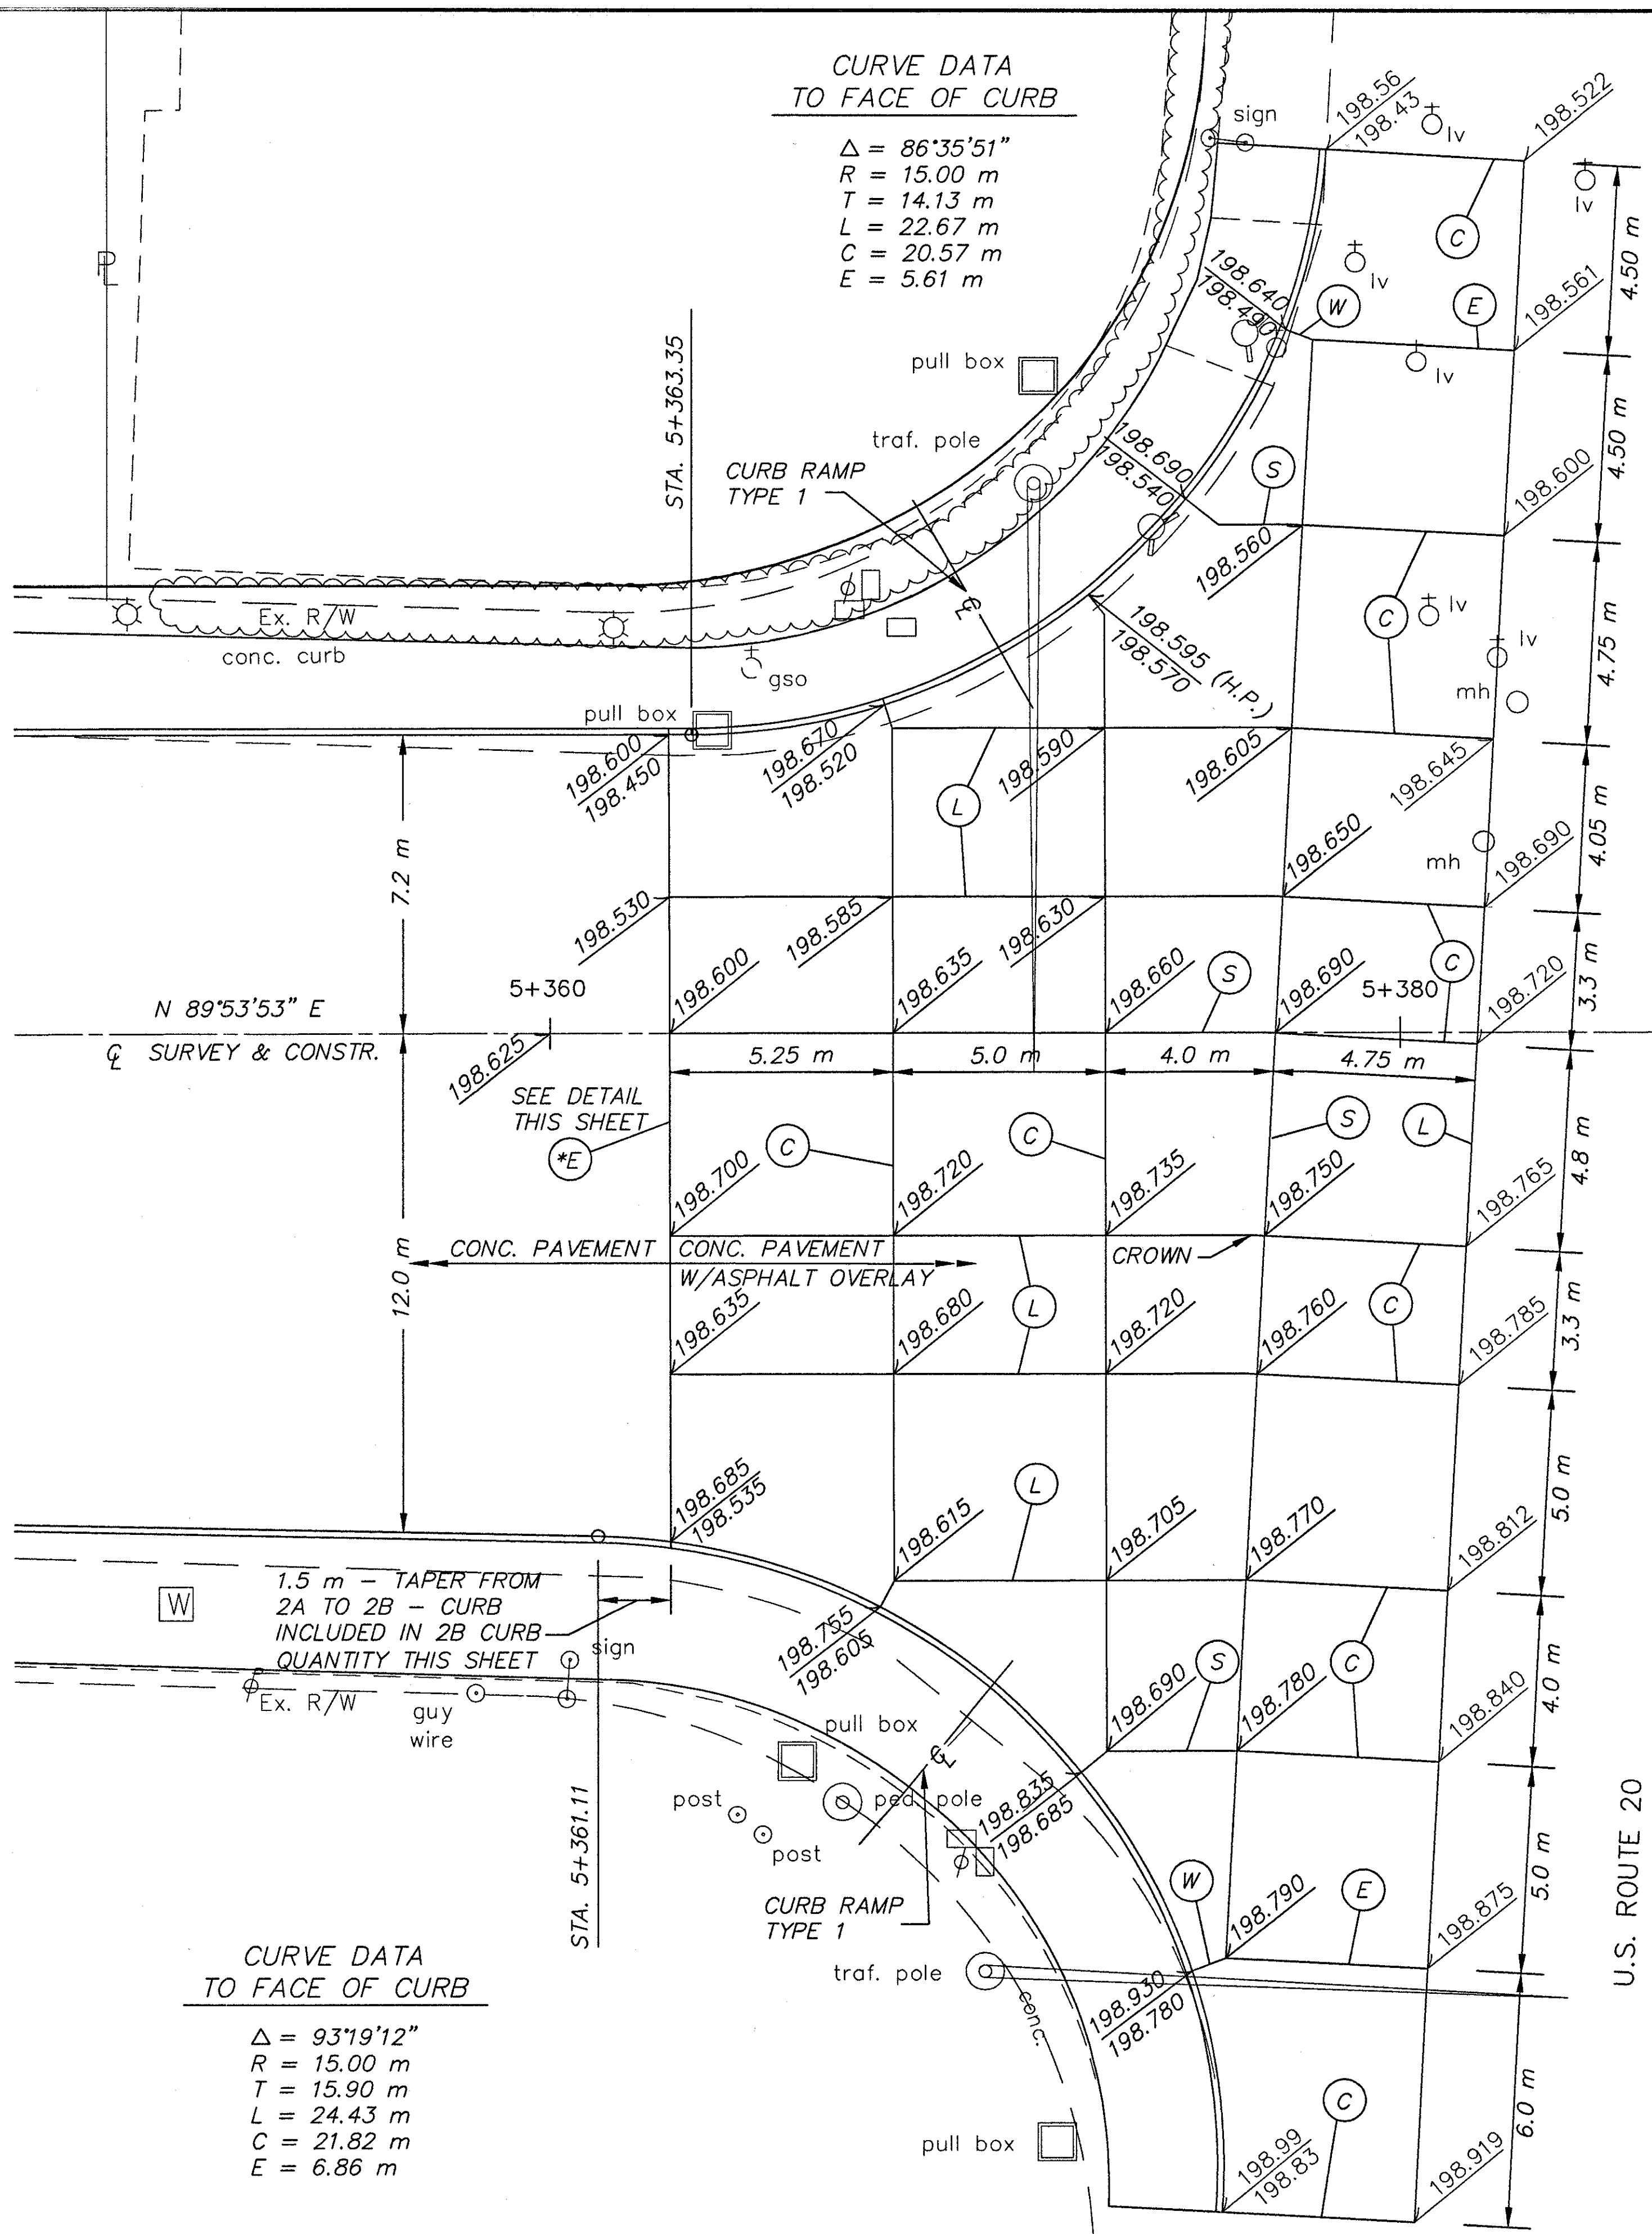 CURVE DATA
TO FACE OF CURB
Δ = 86°35'51"
R = 15.00 m
T = 14.13 m
L = 22.67 m
C = 20.57 m
E = 5.61 m
sign
198.56
198.43
lv
198.522
lv
C
4.50 m
PL
198.640
198.490
lv
W
E
198.561
STA. 5+363.35
pull box
lv
4.50 m
traf. pole
198.690
198.540
S
CURB RAMP
TYPE 1
198.600
198.560
C
lv
4.75 m
Ex. R/W
℄
198.595 (H.P.)
198.570
lv
conc. curb
gso
mh
pull box
198.600
198.450
198.670
198.520
198.590
198.605
198.645
L
7.2 m
198.650
mh
198.690
4.05 m
198.530
198.585
198.630
198.600
198.635
198.660
S
198.690
C
3.3 m
N 89°53'53" E
5+360
5+380
198.720
℄ SURVEY & CONSTR.
198.625
5.25 m
5.0 m
4.0 m
4.75 m
SEE DETAIL
THIS SHEET
*E
C
C
S
L
4.8 m
198.700
198.720
198.735
198.750
198.765
CONC. PAVEMENT
CONC. PAVEMENT
W/ASPHALT OVERLAY
CROWN
12.0 m
198.635
198.680
L
198.720
198.760
C
198.785
3.3 m
198.685
198.535
198.615
L
198.705
198.770
198.812
5.0 m
1.5 m - TAPER FROM
2A TO 2B - CURB
INCLUDED IN 2B CURB
QUANTITY THIS SHEET
W
sign
198.755
198.605
198.690
S
198.780
C
198.840
4.0 m
Ex. R/W
guy
wire
pull box
℄
STA. 5+361.11
post
ped pole
198.835
198.685
post
U.S. ROUTE 20
CURB RAMP
TYPE 1
W
198.790
E
198.875
5.0 m
CURVE DATA
TO FACE OF CURB
traf. pole
conc.
198.930
198.780
Δ = 93°19'12"
R = 15.00 m
T = 15.90 m
L = 24.43 m
C = 21.82 m
E = 6.86 m
C
6.0 m
pull box
198.99
198.83
198.919